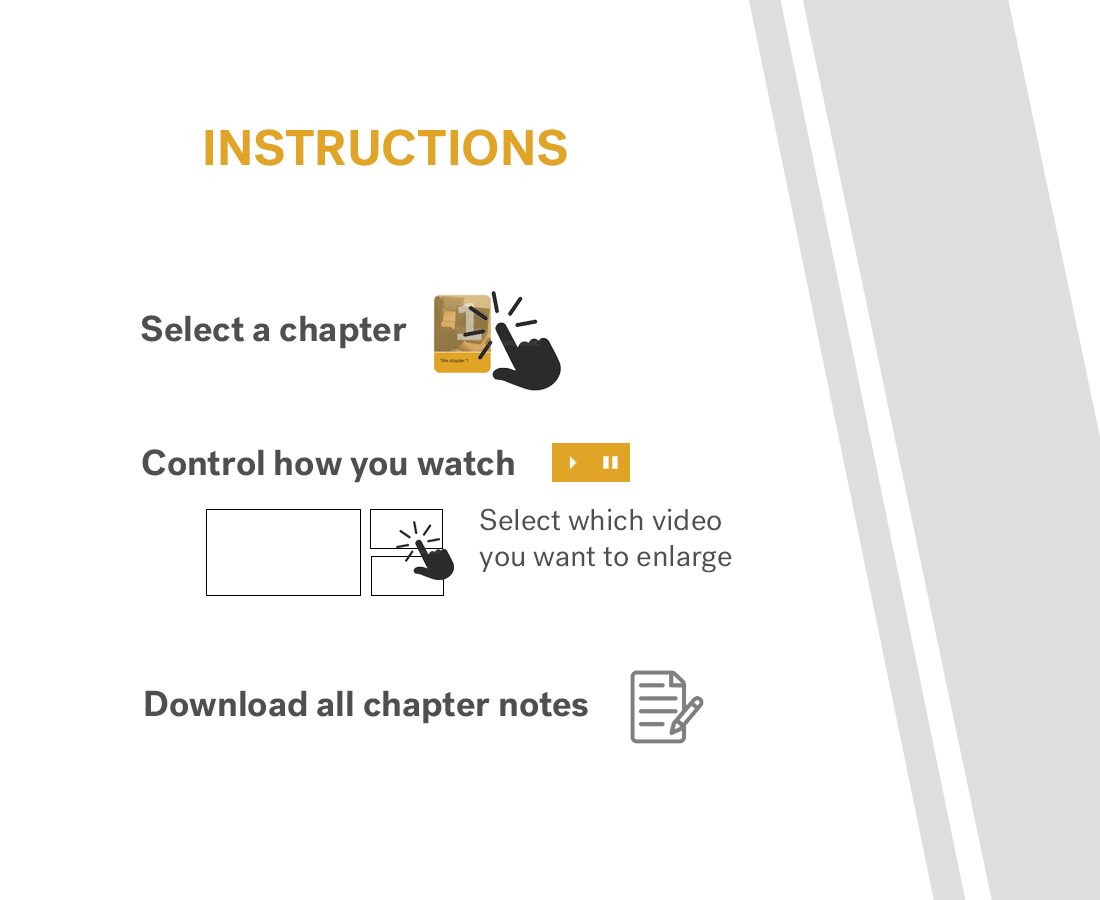 INSTRUCTIONS
Select a chapter
1
Title chapter 1
Control how you watch
Select which video
you want to enlarge
Download all chapter notes